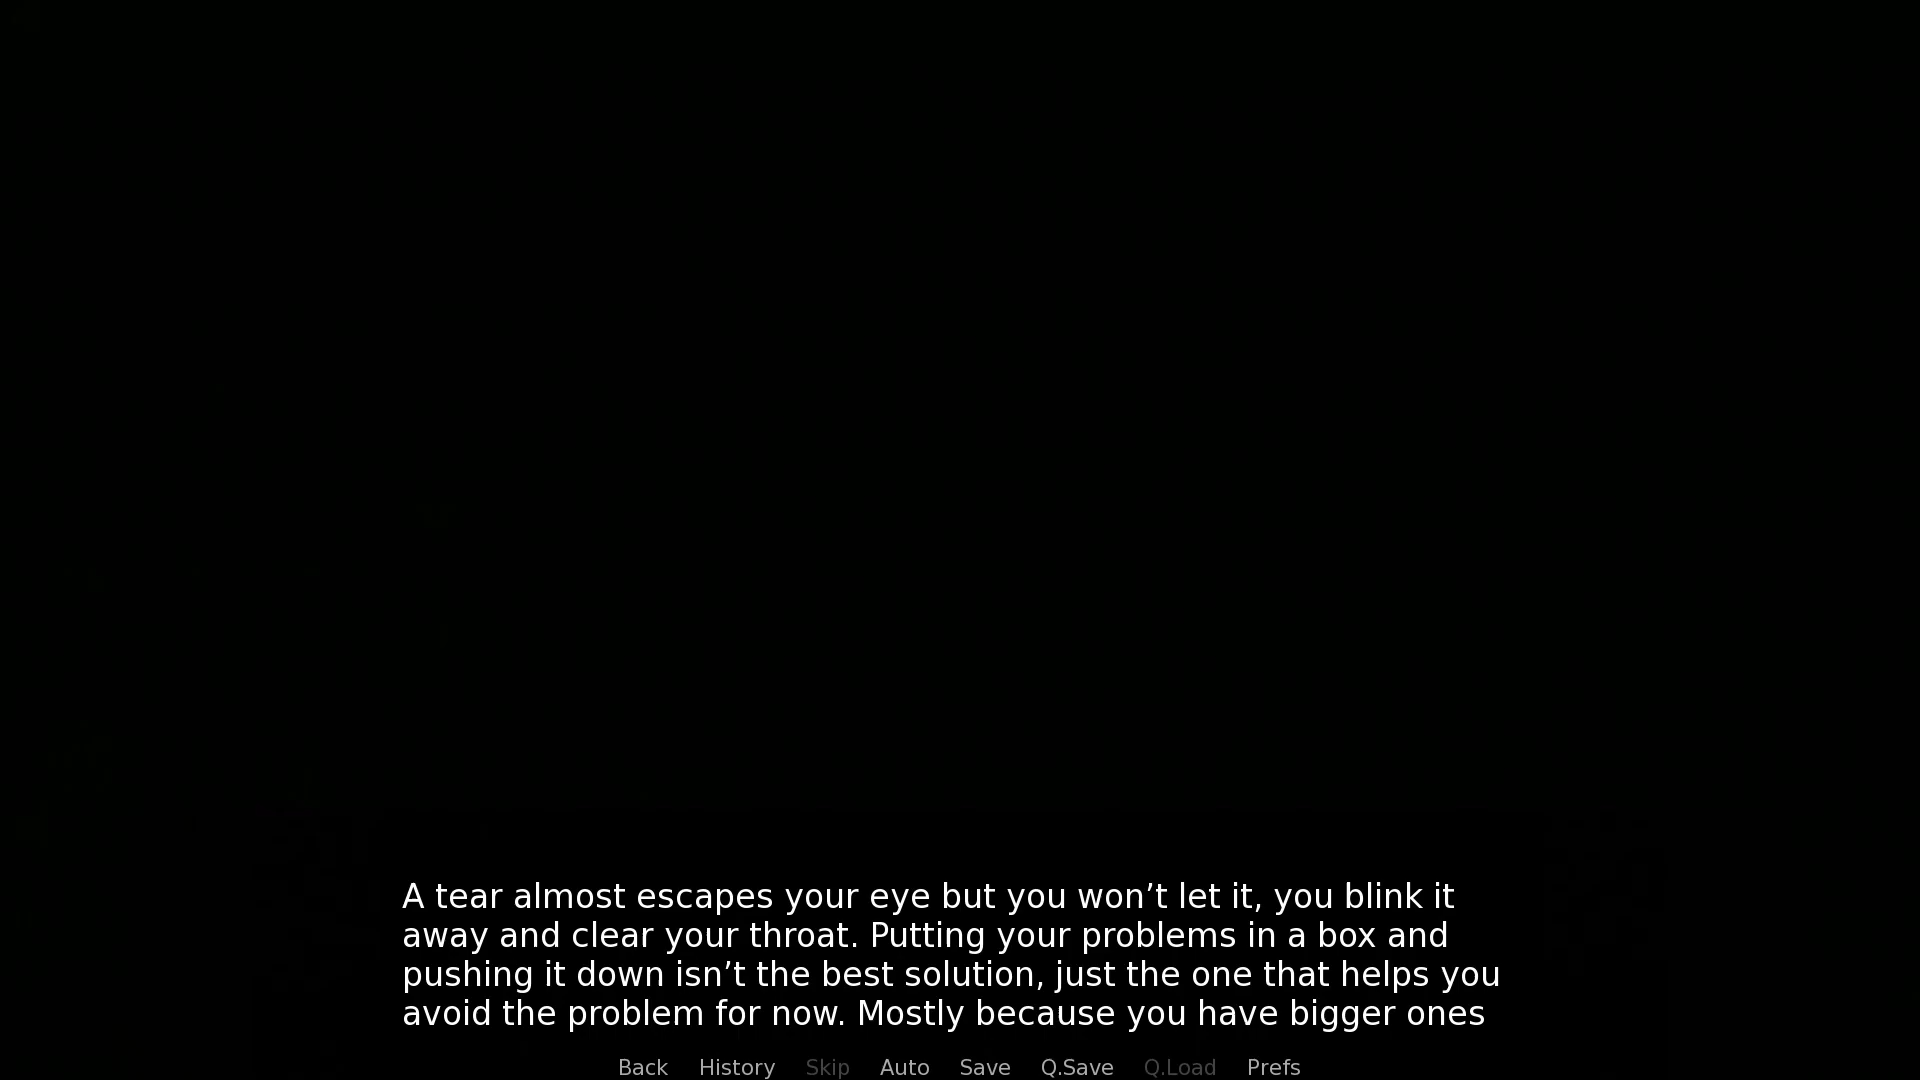 A tear almost escapes your eye but you won’t let it, you blink it
away and clear your throat. Putting your problems in a box and
pushing it down isn’t the best solution, just the one that helps you
avoid the problem for now. Mostly because you have bigger ones
Back History Skip Auto Save Q.Save Q.Load Prefs